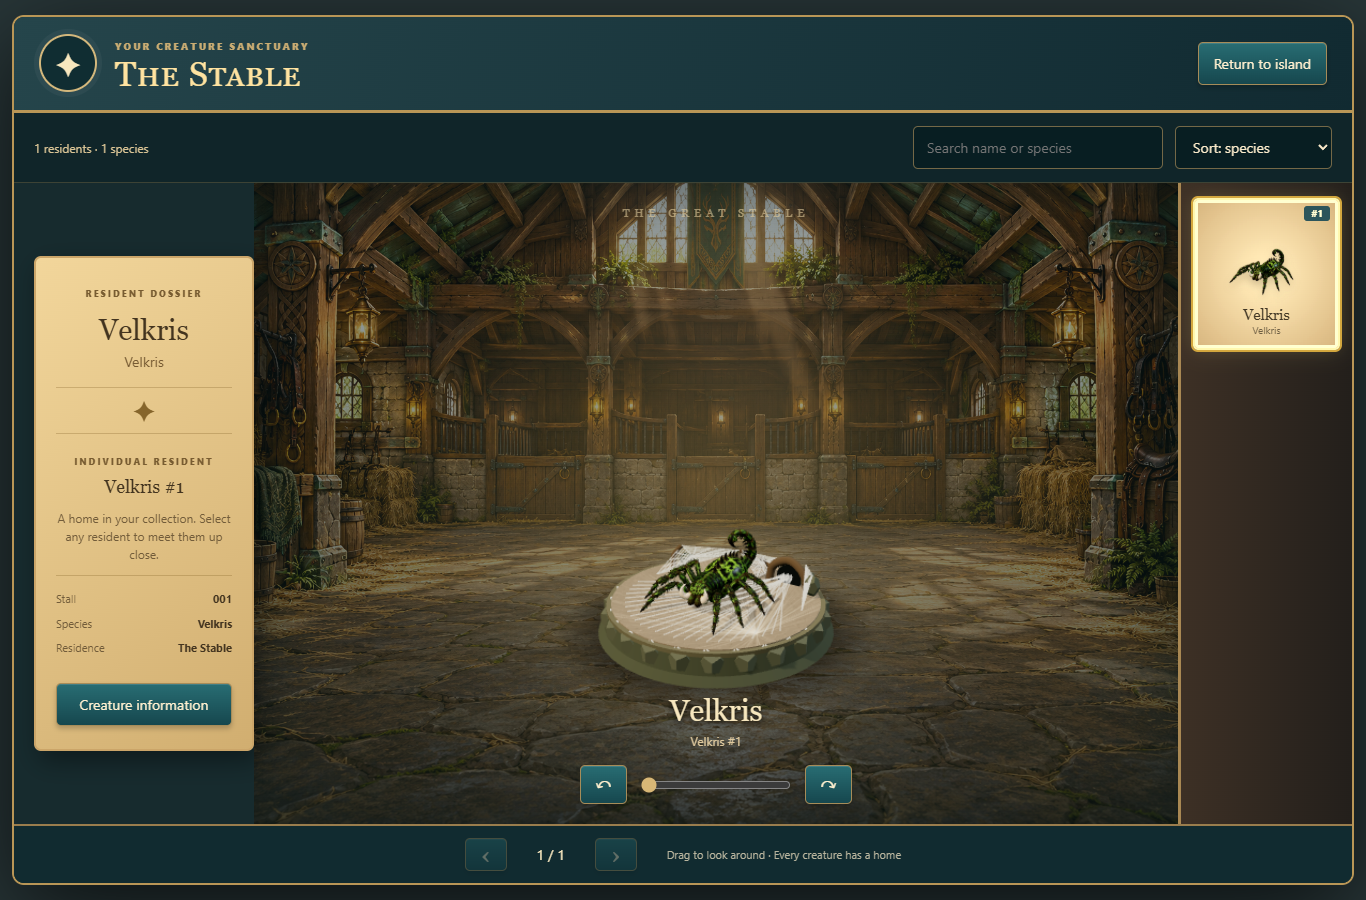 YOUR CREATURE SANCTUARY
THE STABLE
Return to island
1 residents · 1 species
Search name or species
Sort: species
RESIDENT DOSSIER
Velkris
Velkris
INDIVIDUAL RESIDENT
Velkris #1
A home in your collection. Select
any resident to meet them up
close.
Stall 001
Species Velkris
Residence The Stable
Creature information
THE GREAT STABLE
Velkris
Velkris #1
#1
Velkris
Velkris
1 / 1
Drag to look around · Every creature has a home